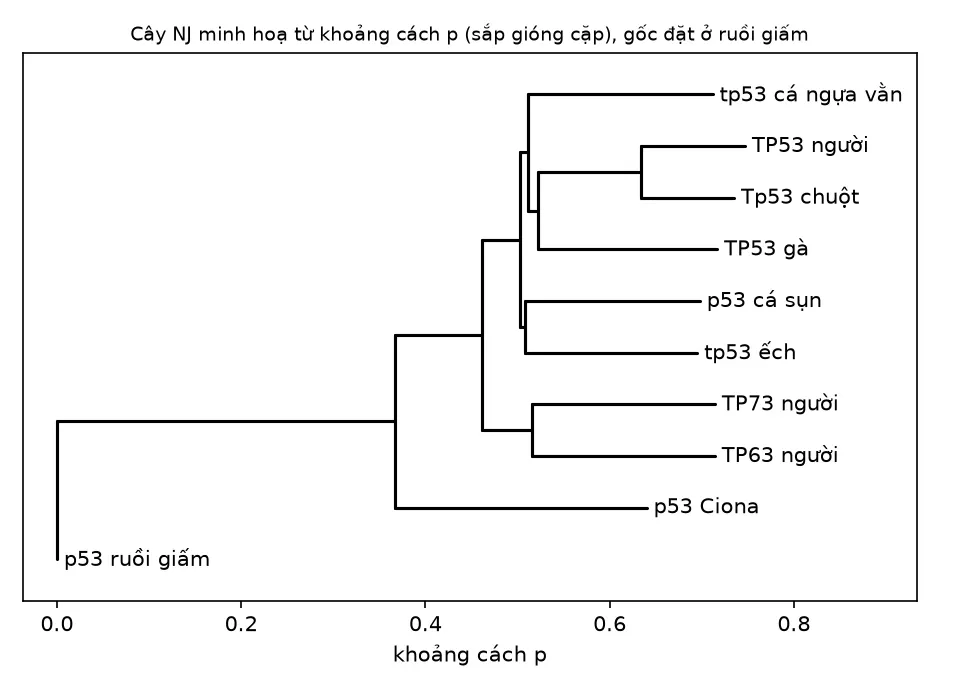 Cây NJ minh hoạ từ khoảng cách p (sắp gióng cặp), gốc đặt ở ruồi giấm
tp53 cá ngựa vằn
TP53 người
Tp53 chuột
TP53 gà
p53 cá sụn
tp53 ếch
TP73 người
TP63 người
p53 Ciona
p53 ruồi giấm
0.0 0.2 0.4 0.6 0.8
khoảng cách p